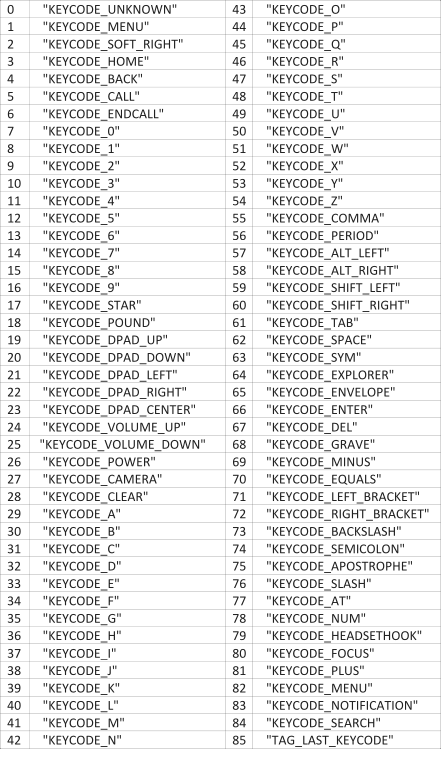 0 "KEYCODE_UNKNOWN" 43 "KEYCODE_O"
1 "KEYCODE_MENU" 44 "KEYCODE_P"
2 "KEYCODE_SOFT_RIGHT" 45 "KEYCODE_Q"
3 "KEYCODE_HOME" 46 "KEYCODE_R"
4 "KEYCODE_BACK" 47 "KEYCODE_S"
5 "KEYCODE_CALL" 48 "KEYCODE_T"
6 "KEYCODE_ENDCALL" 49 "KEYCODE_U"
7 "KEYCODE_0" 50 "KEYCODE_V"
8 "KEYCODE_1" 51 "KEYCODE_W"
9 "KEYCODE_2" 52 "KEYCODE_X"
10 "KEYCODE_3" 53 "KEYCODE_Y"
11 "KEYCODE_4" 54 "KEYCODE_Z"
12 "KEYCODE_5" 55 "KEYCODE_COMMA"
13 "KEYCODE_6" 56 "KEYCODE_PERIOD"
14 "KEYCODE_7" 57 "KEYCODE_ALT_LEFT"
15 "KEYCODE_8" 58 "KEYCODE_ALT_RIGHT"
16 "KEYCODE_9" 59 "KEYCODE_SHIFT_LEFT"
17 "KEYCODE_STAR" 60 "KEYCODE_SHIFT_RIGHT"
18 "KEYCODE_POUND" 61 "KEYCODE_TAB"
19 "KEYCODE_DPAD_UP" 62 "KEYCODE_SPACE"
20 "KEYCODE_DPAD_DOWN" 63 "KEYCODE_SYM"
21 "KEYCODE_DPAD_LEFT" 64 "KEYCODE_EXPLORER"
22 "KEYCODE_DPAD_RIGHT" 65 "KEYCODE_ENVELOPE"
23 "KEYCODE_DPAD_CENTER" 66 "KEYCODE_ENTER"
24 "KEYCODE_VOLUME_UP" 67 "KEYCODE_DEL"
25 "KEYCODE_VOLUME_DOWN" 68 "KEYCODE_GRAVE"
26 "KEYCODE_POWER" 69 "KEYCODE_MINUS"
27 "KEYCODE_CAMERA" 70 "KEYCODE_EQUALS"
28 "KEYCODE_CLEAR" 71 "KEYCODE_LEFT_BRACKET"
29 "KEYCODE_A" 72 "KEYCODE_RIGHT_BRACKET"
30 "KEYCODE_B" 73 "KEYCODE_BACKSLASH"
31 "KEYCODE_C" 74 "KEYCODE_SEMICOLON"
32 "KEYCODE_D" 75 "KEYCODE_APOSTROPHE"
33 "KEYCODE_E" 76 "KEYCODE_SLASH"
34 "KEYCODE_F" 77 "KEYCODE_AT"
35 "KEYCODE_G" 78 "KEYCODE_NUM"
36 "KEYCODE_H" 79 "KEYCODE_HEADSETHOOK"
37 "KEYCODE_I" 80 "KEYCODE_FOCUS"
38 "KEYCODE_J" 81 "KEYCODE_PLUS"
39 "KEYCODE_K" 82 "KEYCODE_MENU"
40 "KEYCODE_L" 83 "KEYCODE_NOTIFICATION"
41 "KEYCODE_M" 84 "KEYCODE_SEARCH"
42 "KEYCODE_N" 85 "TAG_LAST_KEYCODE"